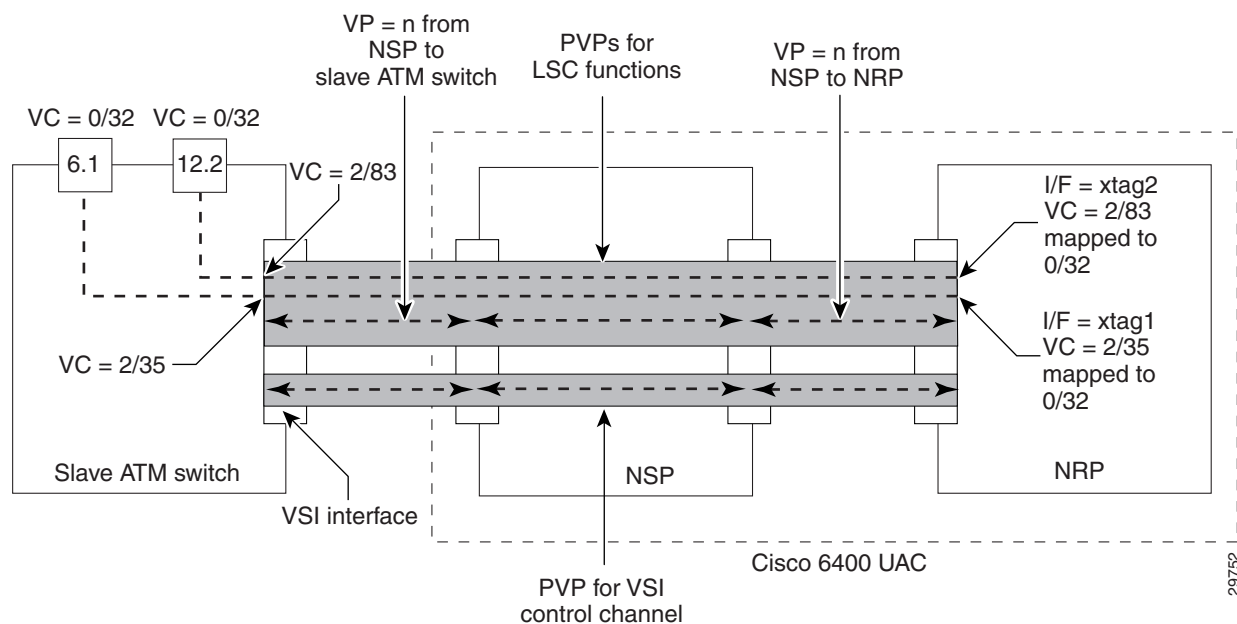 VP = n from
NSP to
slave ATM switch
PVPs for
LSC functions
VP = n from
NSP to NRP
VC = 0/32
VC = 0/32
6.1
12.2
VC = 2/83
I/F = xtag2
VC = 2/83
mapped to
0/32
VC = 2/35
I/F = xtag1
VC = 2/35
mapped to
0/32
Slave ATM switch
NSP
NRP
VSI interface
Cisco 6400 UAC
PVP for VSI
control channel
29752